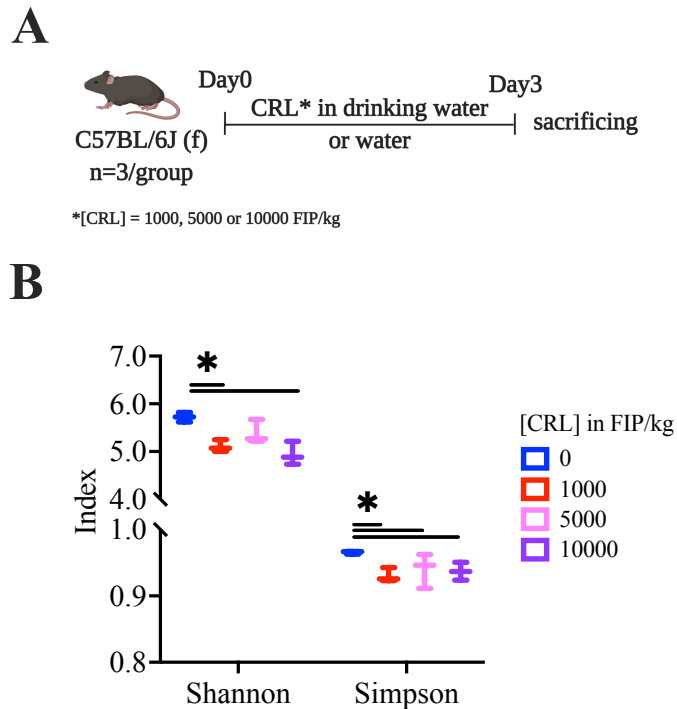 A
Day0
Day3
CRL* in drinking water
or water
sacrificing
C57BL/6J (f)
n=3/group
*[CRL] = 1000, 5000 or 10000 FIP/kg
B
Index
7.0
6.0
5.0
4.0
1.0
0.9
0.8
*
*
Shannon
Simpson
[CRL] in FIP/kg
0
1000
5000
10000